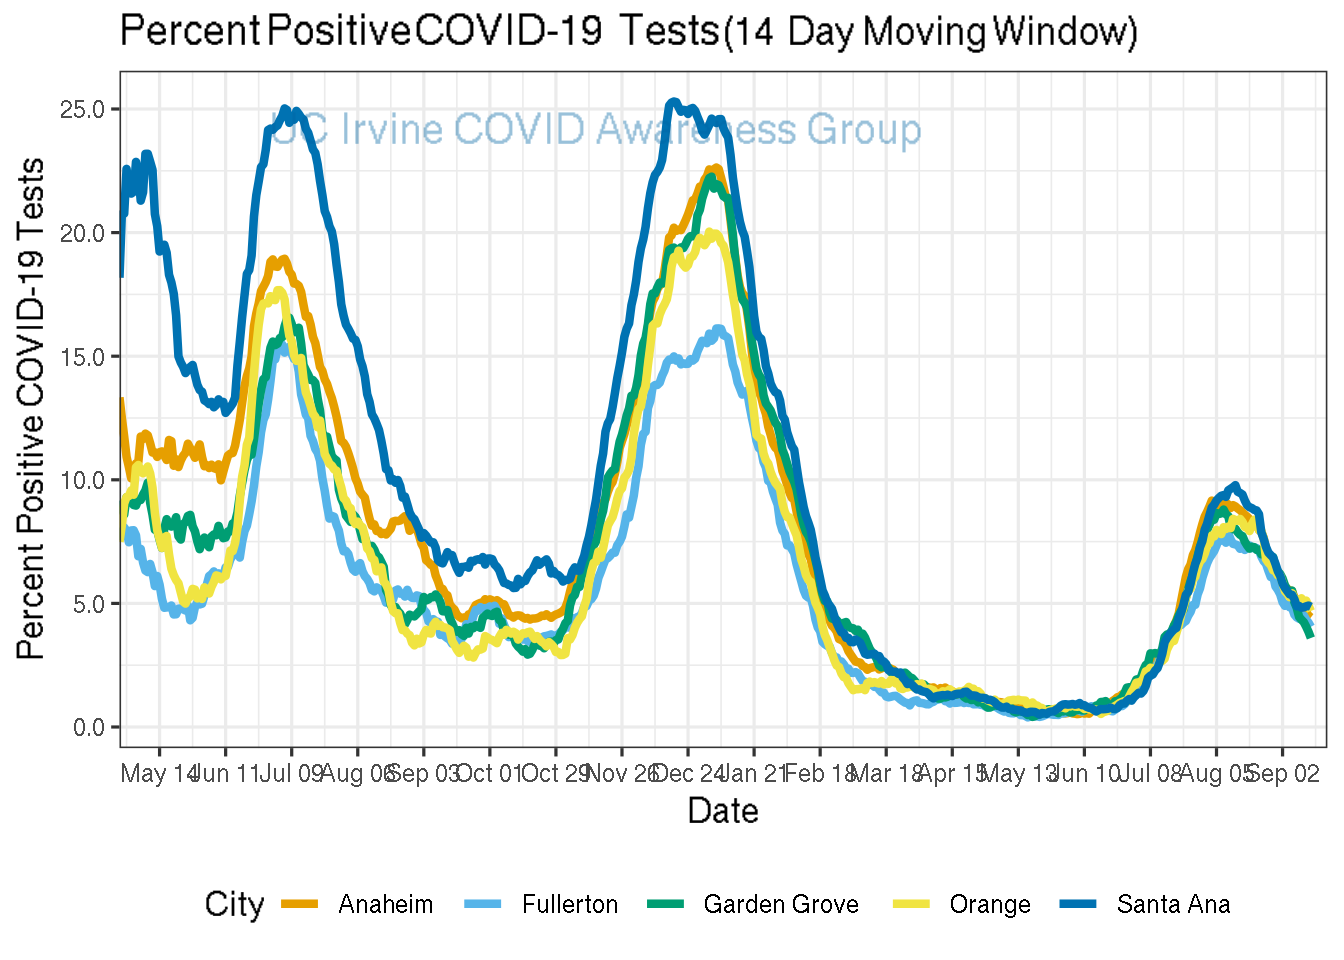 Percent Positive COVID-19 Tests(14 Day Moving Window)
UC Irvine COVID Awareness Group
Percent Positive COVID-19 Tests
25.0
20.0
15.0
10.0
5.0
0.0
May 14 Jun 11 Jul 09 Aug 06 Sep 03 Oct 01 Oct 29 Nov 26 Dec 24 Jan 21 Feb 18 Mar 18 Apr 15 May 13 Jun 10 Jul 08 Aug 05 Sep 02
Date
City Anaheim Fullerton Garden Grove Orange Santa Ana